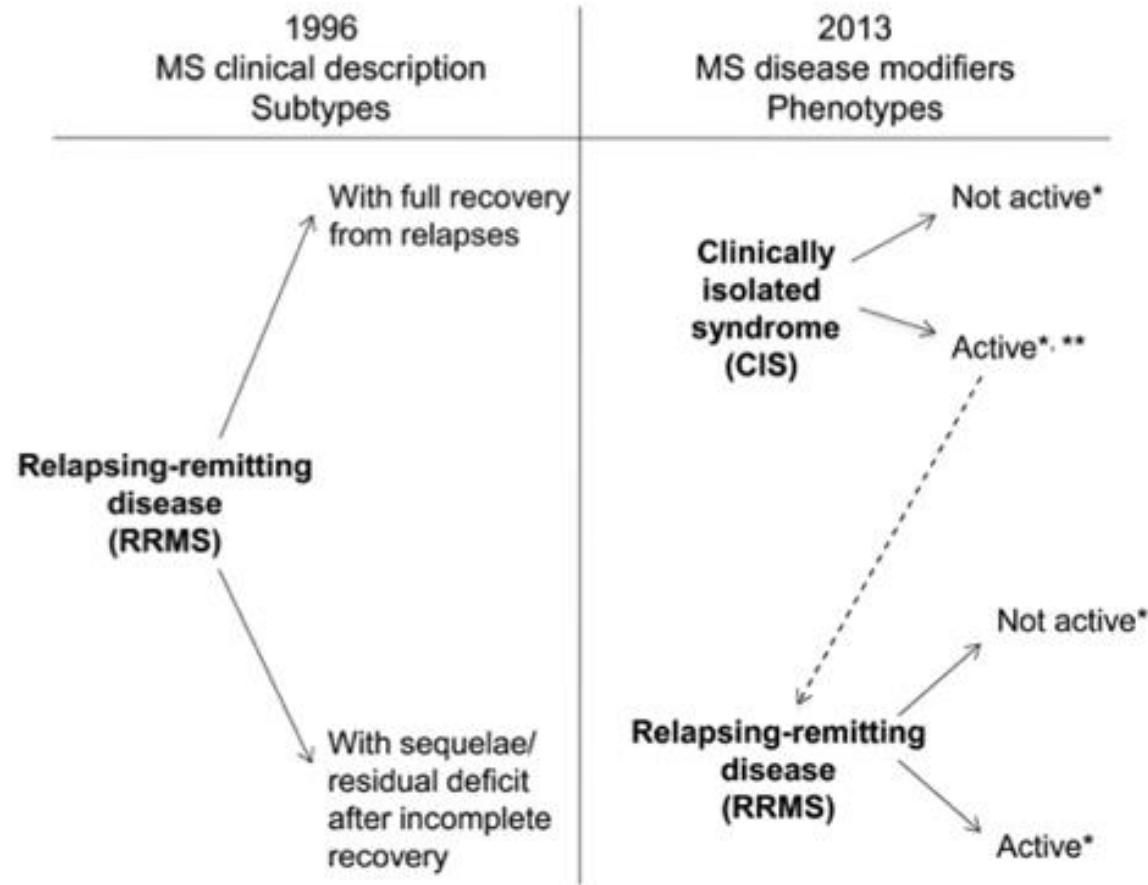 1996
MS clinical description
Subtypes
With full recovery
from relapses
Relapsing-remitting
disease
(RRMS)
With sequelae/
residual deficit
after incomplete
recovery
2013
MS disease modifiers
Phenotypes
Not active*
Clinically
isolated
syndrome
(CIS)
Active*, **
Not active*
Relapsing-remitting
disease
(RRMS)
Active*